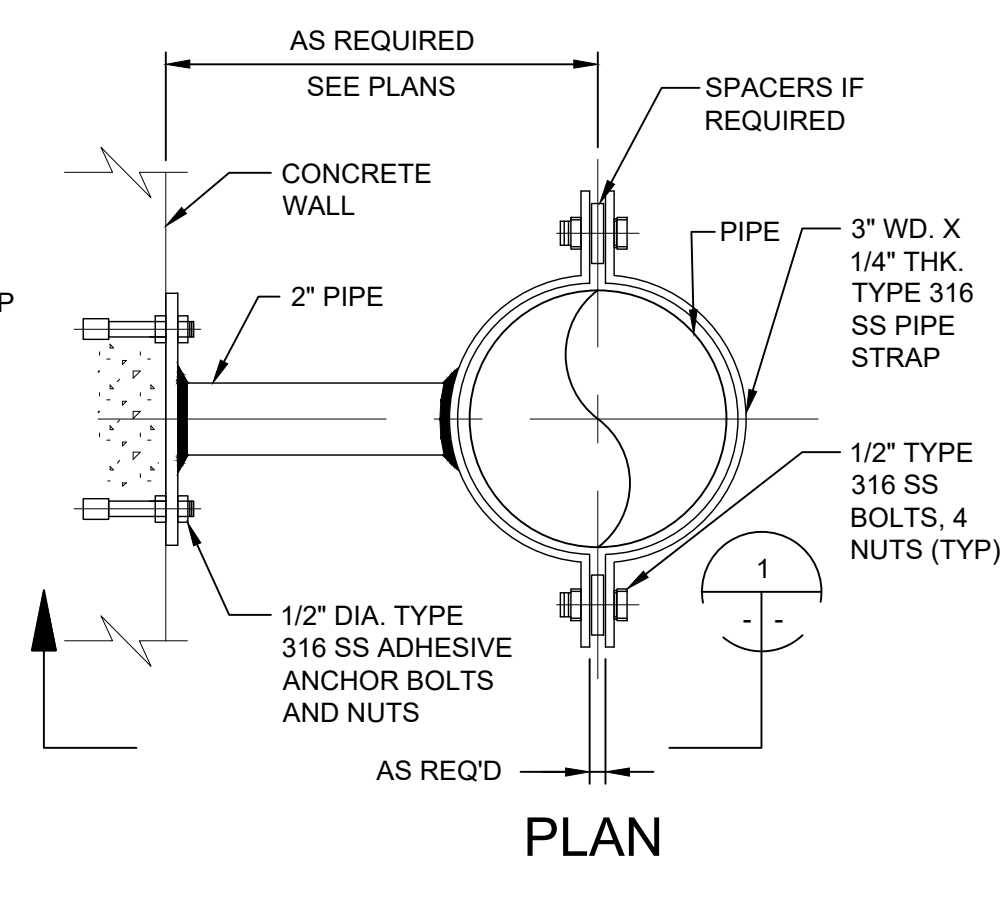 AS REQUIRED
SEE PLANS
SPACERS IF
REQUIRED
CONCRETE
WALL
PIPE
3" WD. X
1/4" THK.
TYPE 316
SS PIPE
STRAP
P
2" PIPE
1/2" TYPE
316 SS
BOLTS, 4
NUTS (TYP)
1
- -
1/2" DIA. TYPE
316 SS ADHESIVE
ANCHOR BOLTS
AND NUTS
AS REQ'D
PLAN